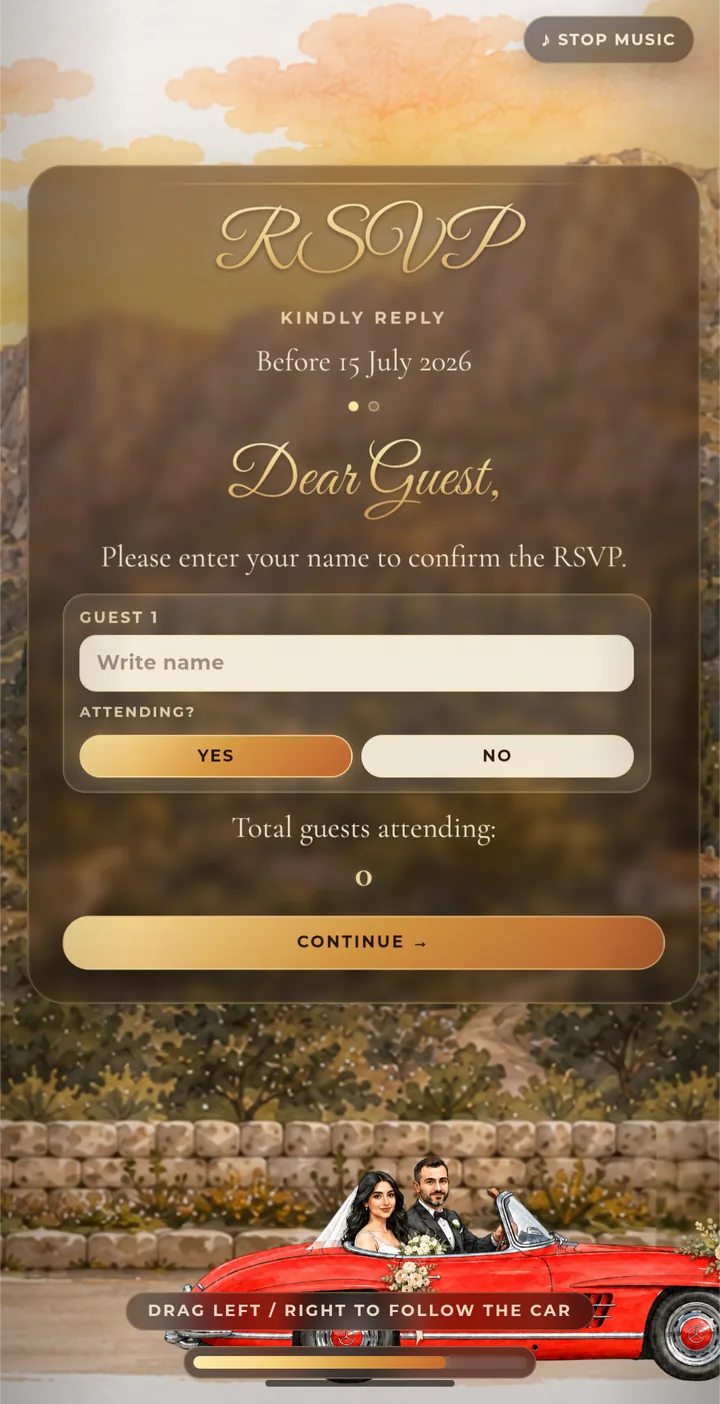 ♪ STOP MUSIC
RSVP
KINDLY REPLY
Before 15 July 2026
Dear Guest,
Please enter your name to confirm the RSVP.
GUEST 1
Write name
ATTENDING?
YES
NO
Total guests attending:
0
CONTINUE →
DRAG LEFT / RIGHT TO FOLLOW THE CAR